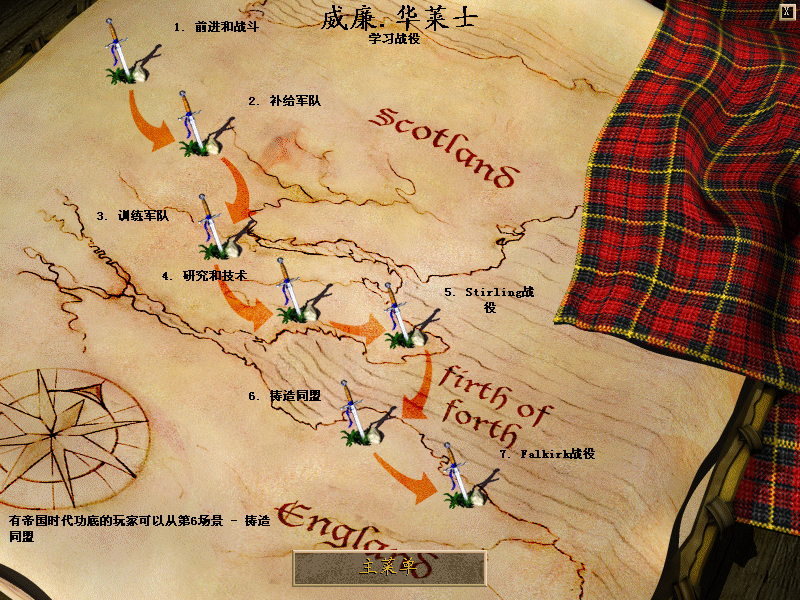 威廉.华莱士
学习战役
1. 前进和战斗
2. 补给军队
Scotland
3. 训练军队
4. 研究和技术
5. Stirling战
役
6. 铸造同盟
firth of
forth
7. Falkirk战役
有帝国时代功底的玩家可以从第6场景 - 铸造
同盟
England
主菜单
X